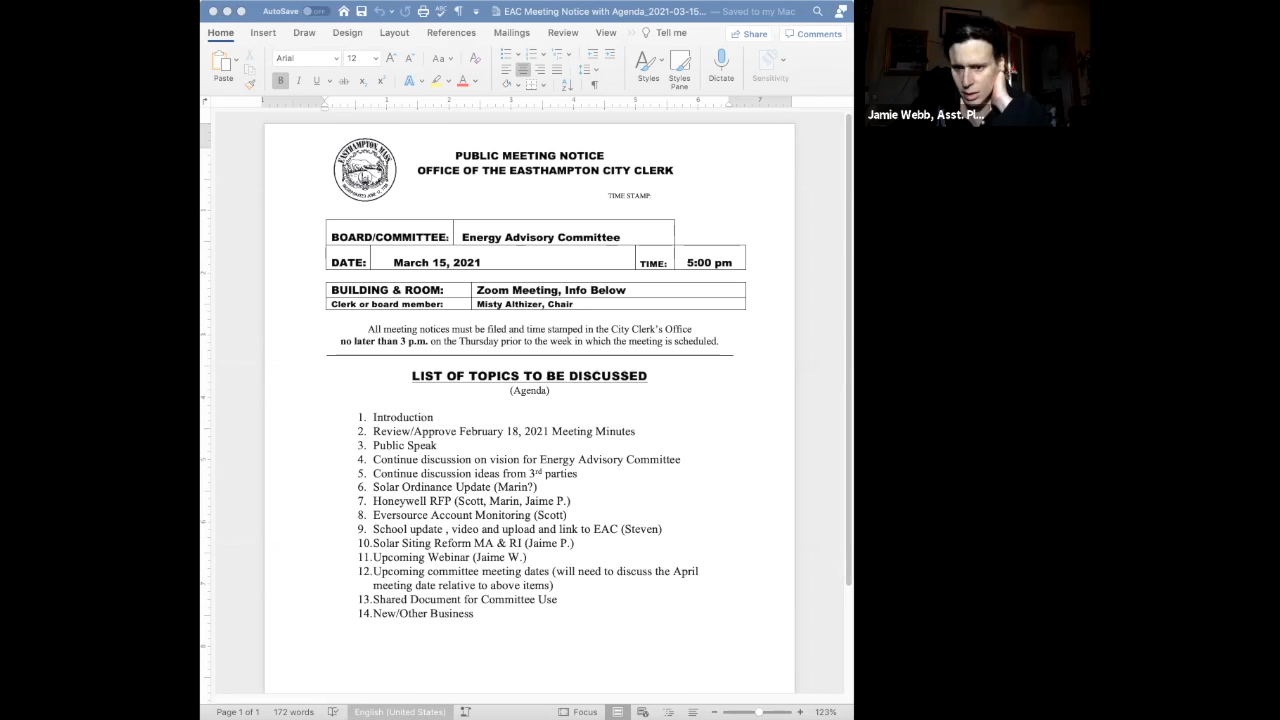 AutoSave OFF EAC Meeting Notice with Agenda_2021-03-15... — Saved to my Mac
Home Insert Draw Design Layout References Mailings Review View Tell me Share Comments
Arial 12
Paste B I U Styles Styles Pane Dictate Sensitivity
Jamie Webb, Asst. Pl...
EASTHAMPTON MASS
PUBLIC MEETING NOTICE
OFFICE OF THE EASTHAMPTON CITY CLERK
TIME STAMP:
BOARD/COMMITTEE: Energy Advisory Committee
DATE: March 15, 2021 TIME: 5:00 pm
BUILDING & ROOM: Zoom Meeting, Info Below
Clerk or board member: Misty Althizer, Chair
All meeting notices must be filed and time stamped in the City Clerk's Office
no later than 3 p.m. on the Thursday prior to the week in which the meeting is scheduled.
LIST OF TOPICS TO BE DISCUSSED
(Agenda)
1. Introduction
2. Review/Approve February 18, 2021 Meeting Minutes
3. Public Speak
4. Continue discussion on vision for Energy Advisory Committee
5. Continue discussion ideas from 3rd parties
6. Solar Ordinance Update (Marin?)
7. Honeywell RFP (Scott, Marin, Jaime P.)
8. Eversource Account Monitoring (Scott)
9. School update , video and upload and link to EAC (Steven)
10. Solar Siting Reform MA & RI (Jaime P.)
11. Upcoming Webinar (Jaime W.)
12. Upcoming committee meeting dates (will need to discuss the April
meeting date relative to above items)
13. Shared Document for Committee Use
14. New/Other Business
Page 1 of 1 172 words English (United States) Focus 123%